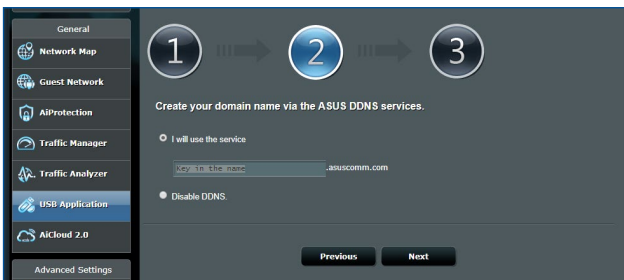 General
Network Map
Guest Network
AiProtection
Traffic Manager
Traffic Analyzer
USB Application
AiCloud 2.0
Advanced Settings
1
2
3
Create your domain name via the ASUS DDNS services.
I will use the service
Key in the name .asuscomm.com
Disable DDNS.
Previous Next